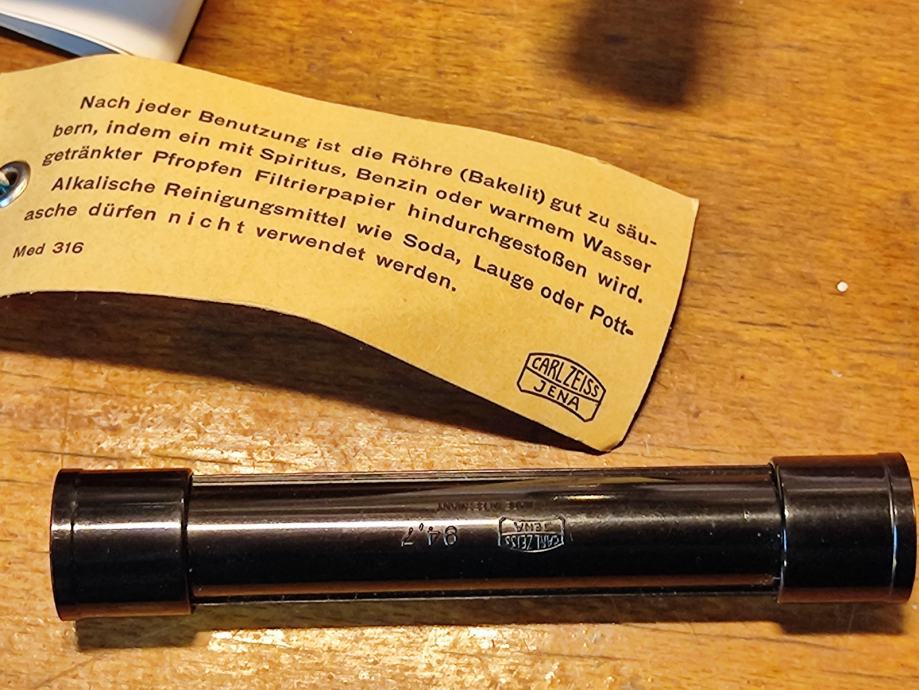 Nach jeder Benutzung ist die Röhre (Bakelit) gut zu säu-
bern, indem ein mit Spiritus, Benzin oder warmem Wasser
getränkter Pfropfen Filtrierpapier hindurchgestoßen wird.
Alkalische Reinigungsmittel wie Soda, Lauge oder Pott-
asche dürfen nicht verwendet werden.
Med 316
CARL ZEISS
JENA
CARL ZEISS
JENA
94,7